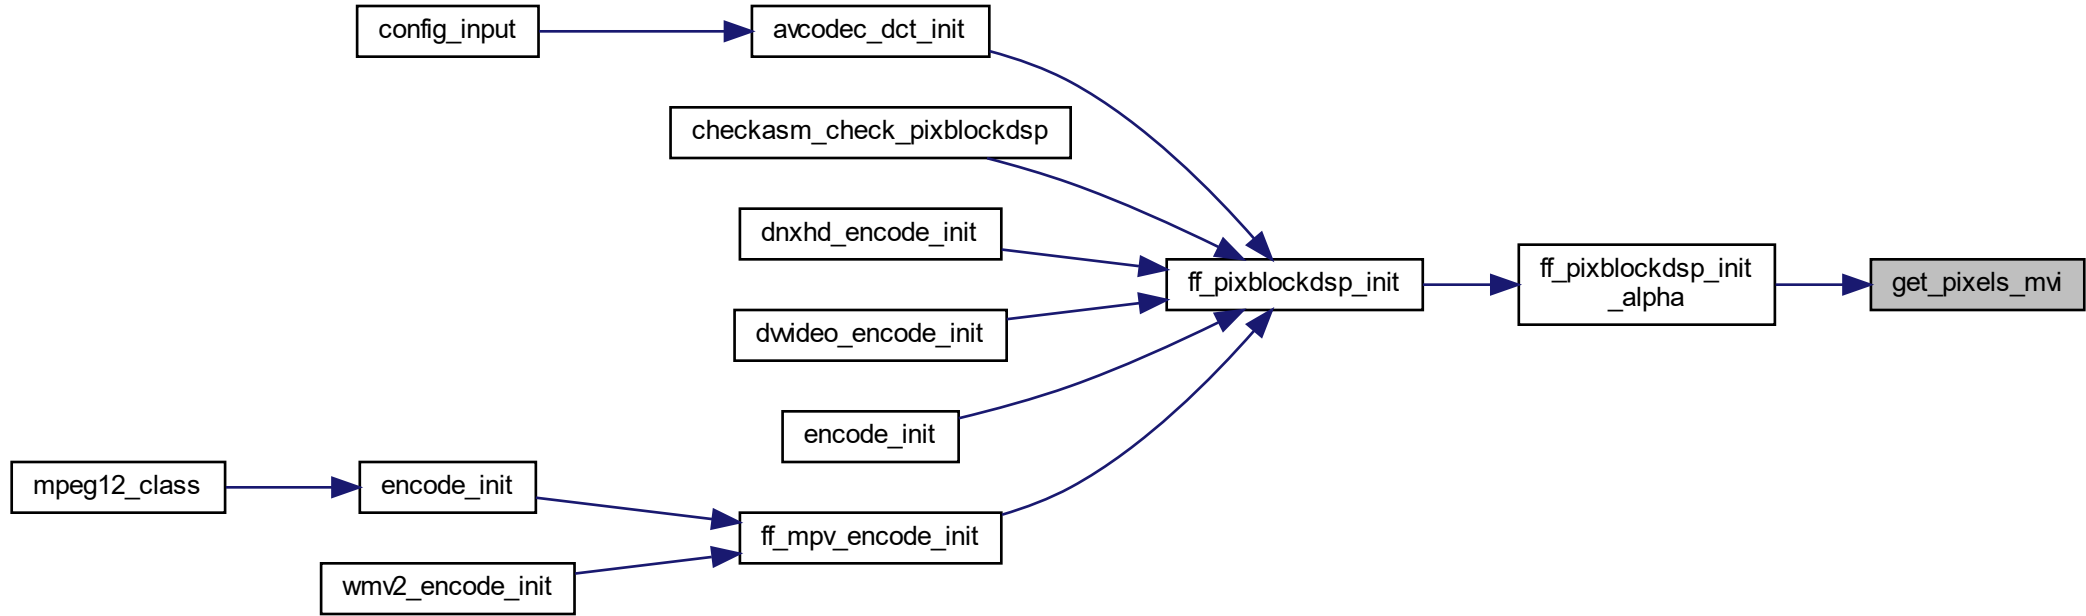 config_input
avcodec_dct_init
checkasm_check_pixblockdsp
dnxhd_encode_init
ff_pixblockdsp_init
ff_pixblockdsp_init
_alpha
get_pixels_mvi
dvvideo_encode_init
encode_init
mpeg12_class
encode_init
ff_mpv_encode_init
wmv2_encode_init